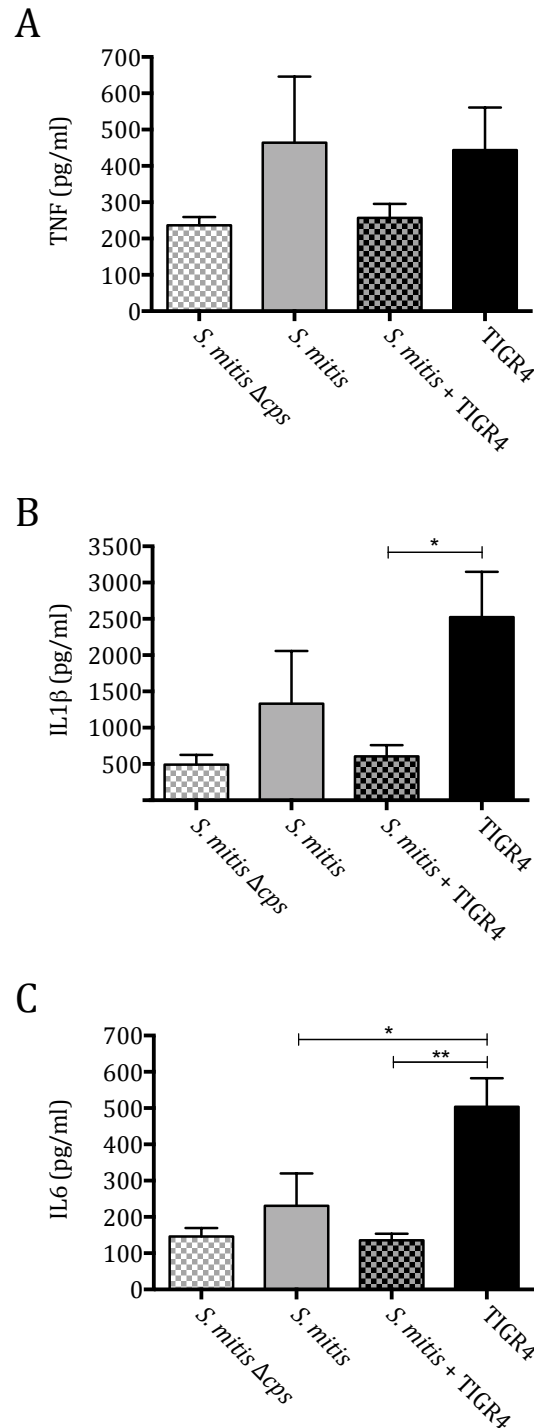 A
TNF (pg/ml)
700
600
500
400
300
200
100
0
S. mitis Δcps
S. mitis
S. mitis + TIGR4
TIGR4
B
IL1β (pg/ml)
3500
3000
2500
2000
1500
1000
500
*
S. mitis Δcps
S. mitis
S. mitis + TIGR4
TIGR4
C
IL6 (pg/ml)
700
600
500
400
300
200
100
0
*
**
S. mitis Δcps
S. mitis
S. mitis + TIGR4
TIGR4